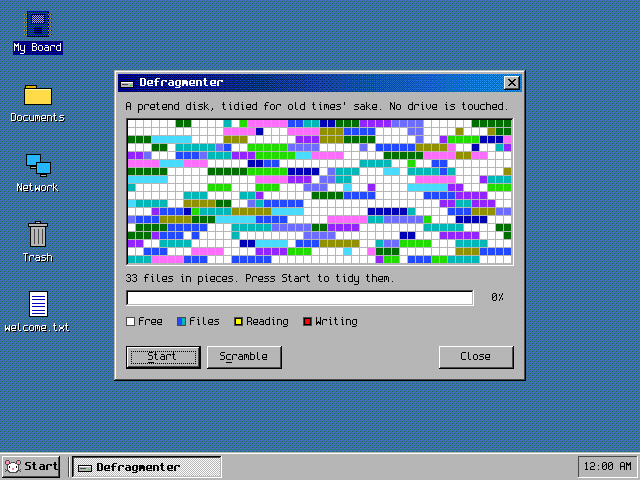 My Board
Documents
Network
Trash
welcome.txt
Defragmenter
A pretend disk, tidied for old times' sake. No drive is touched.
33 files in pieces. Press Start to tidy them.
0%
Free Files Reading Writing
Start Scramble Close
Start Defragmenter 12:00 AM